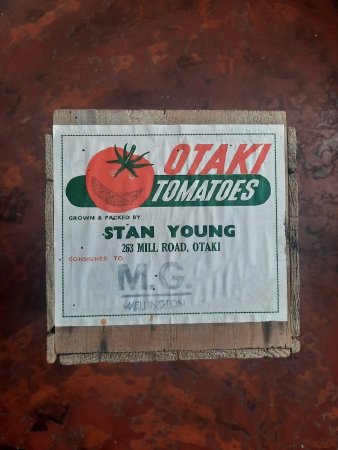 OTAKI
TOMATOES
GROWN & PACKED BY
STAN YOUNG
263 MILL ROAD, OTAKI
CONSIGNED TO
M.G.
WELLINGTON